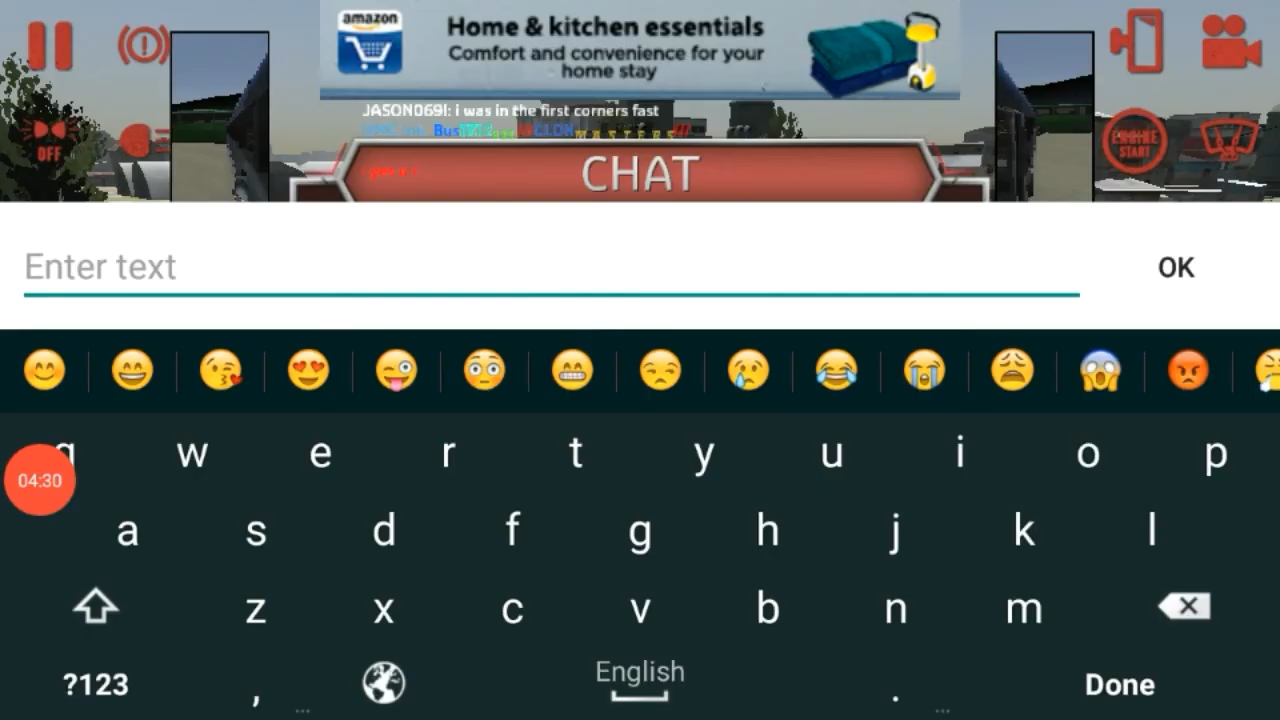 amazon
Home & kitchen essentials
Comfort and convenience for your
home stay
JASON069!: i was in the first corners fast
CHAT
OFF
ENGINE
START
Enter text
OK
q w e r t y u i o p
04:30
a s d f g h j k l
z x c v b n m
?123 , English . Done